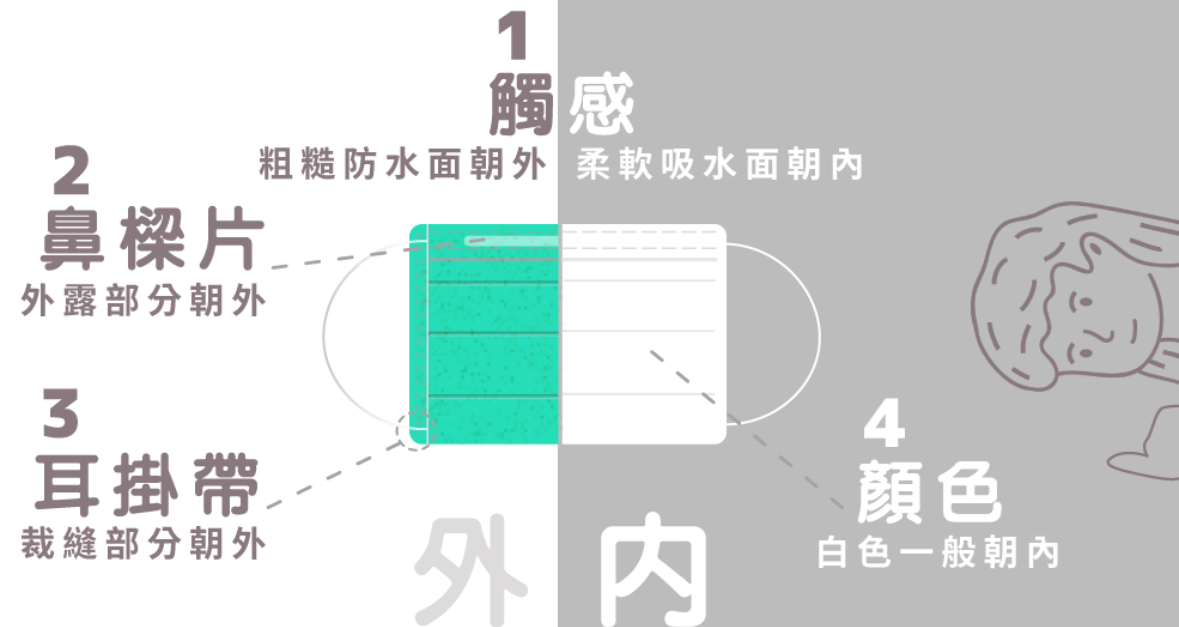 1
觸感
粗糙防水面朝外 柔軟吸水面朝內
2
鼻樑片
外露部分朝外
3
耳掛帶
裁縫部分朝外
4
顏色
白色一般朝內
外 內